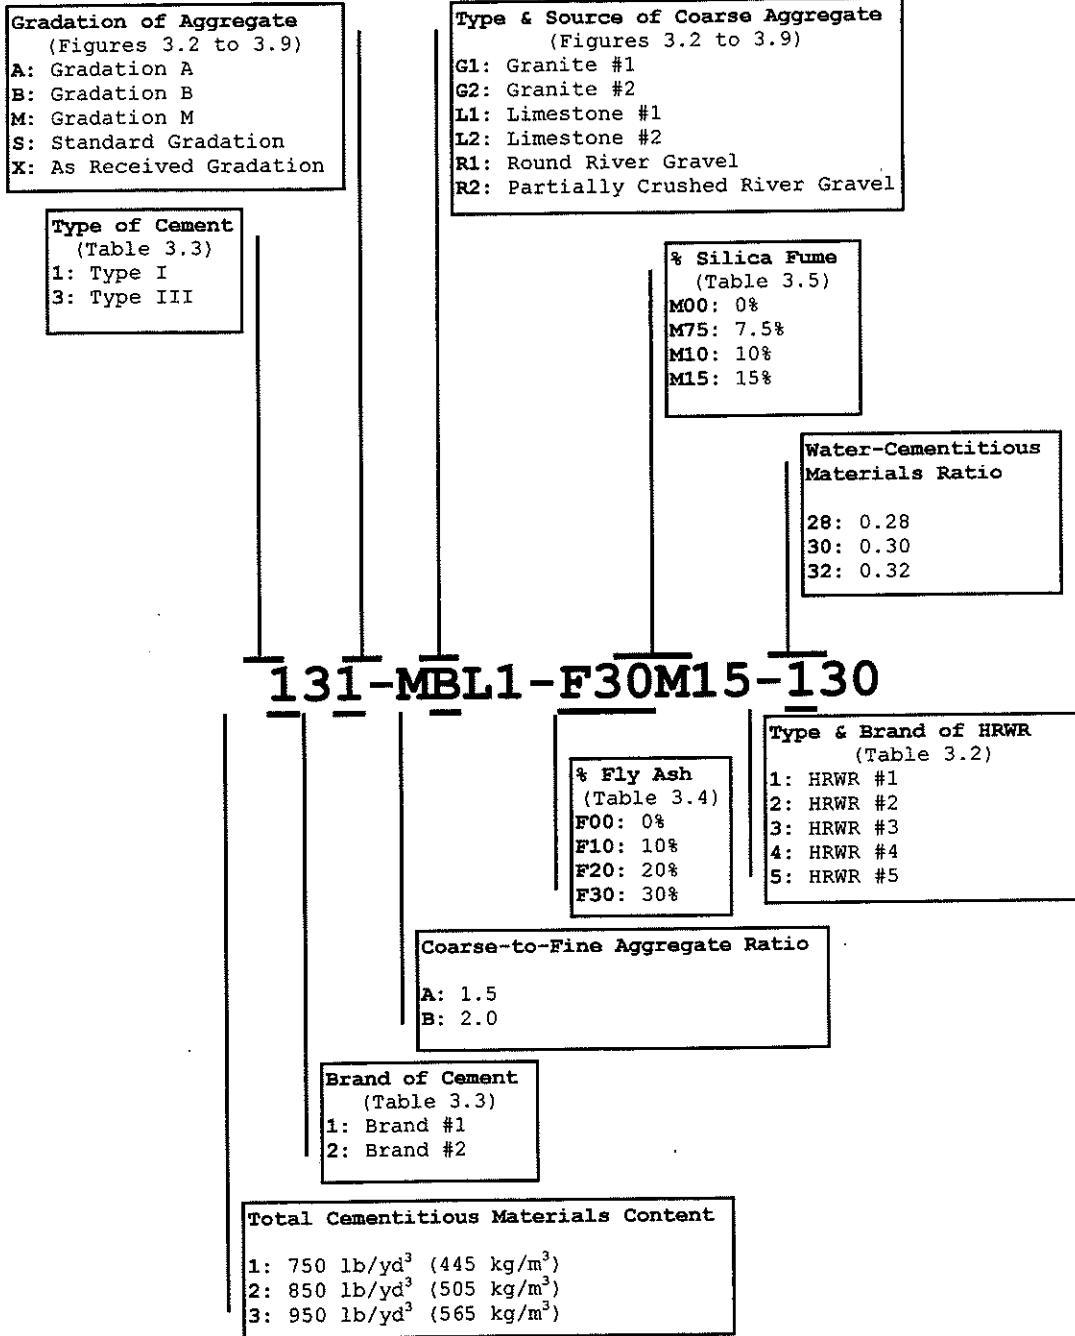 Gradation of Aggregate
(Figures 3.2 to 3.9)
A: Gradation A
B: Gradation B
M: Gradation M
S: Standard Gradation
X: As Received Gradation
Type & Source of Coarse Aggregate
(Figures 3.2 to 3.9)
G1: Granite #1
G2: Granite #2
L1: Limestone #1
L2: Limestone #2
R1: Round River Gravel
R2: Partially Crushed River Gravel
Type of Cement
(Table 3.3)
1: Type I
3: Type III
% Silica Fume
(Table 3.5)
M00: 0%
M75: 7.5%
M10: 10%
M15: 15%
Water-Cementitious
Materials Ratio
28: 0.28
30: 0.30
32: 0.32
131-MBL1-F30M15-130
Type & Brand of HRWR
(Table 3.2)
1: HRWR #1
2: HRWR #2
3: HRWR #3
4: HRWR #4
5: HRWR #5
% Fly Ash
(Table 3.4)
F00: 0%
F10: 10%
F20: 20%
F30: 30%
Coarse-to-Fine Aggregate Ratio
A: 1.5
B: 2.0
Brand of Cement
(Table 3.3)
1: Brand #1
2: Brand #2
Total Cementitious Materials Content
1: 750 lb/yd³ (445 kg/m³)
2: 850 lb/yd³ (505 kg/m³)
3: 950 lb/yd³ (565 kg/m³)